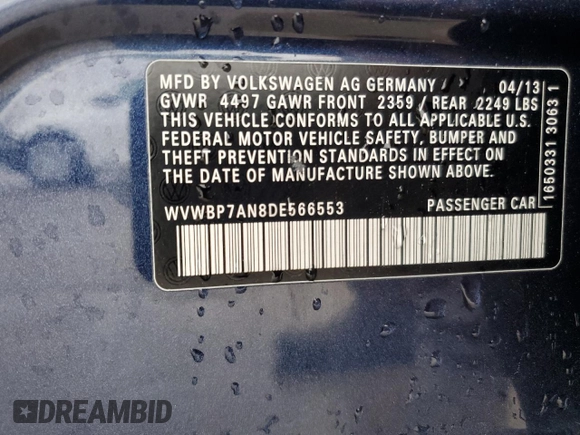 MFD BY VOLKSWAGEN AG GERMANY / 04/13
GVWR 4497 GAWR FRONT 2359 / REAR 2249 LBS
THIS VEHICLE CONFORMS TO ALL APPLICABLE U.S.
FEDERAL MOTOR VEHICLE SAFETY, BUMPER AND
THEFT PREVENTION STANDARDS IN EFFECT ON
THE DATE OF MANUFACTURE SHOWN ABOVE.
WVWBP7AN8DE566553 PASSENGER CAR
1650331 3063 1
DREAMBID